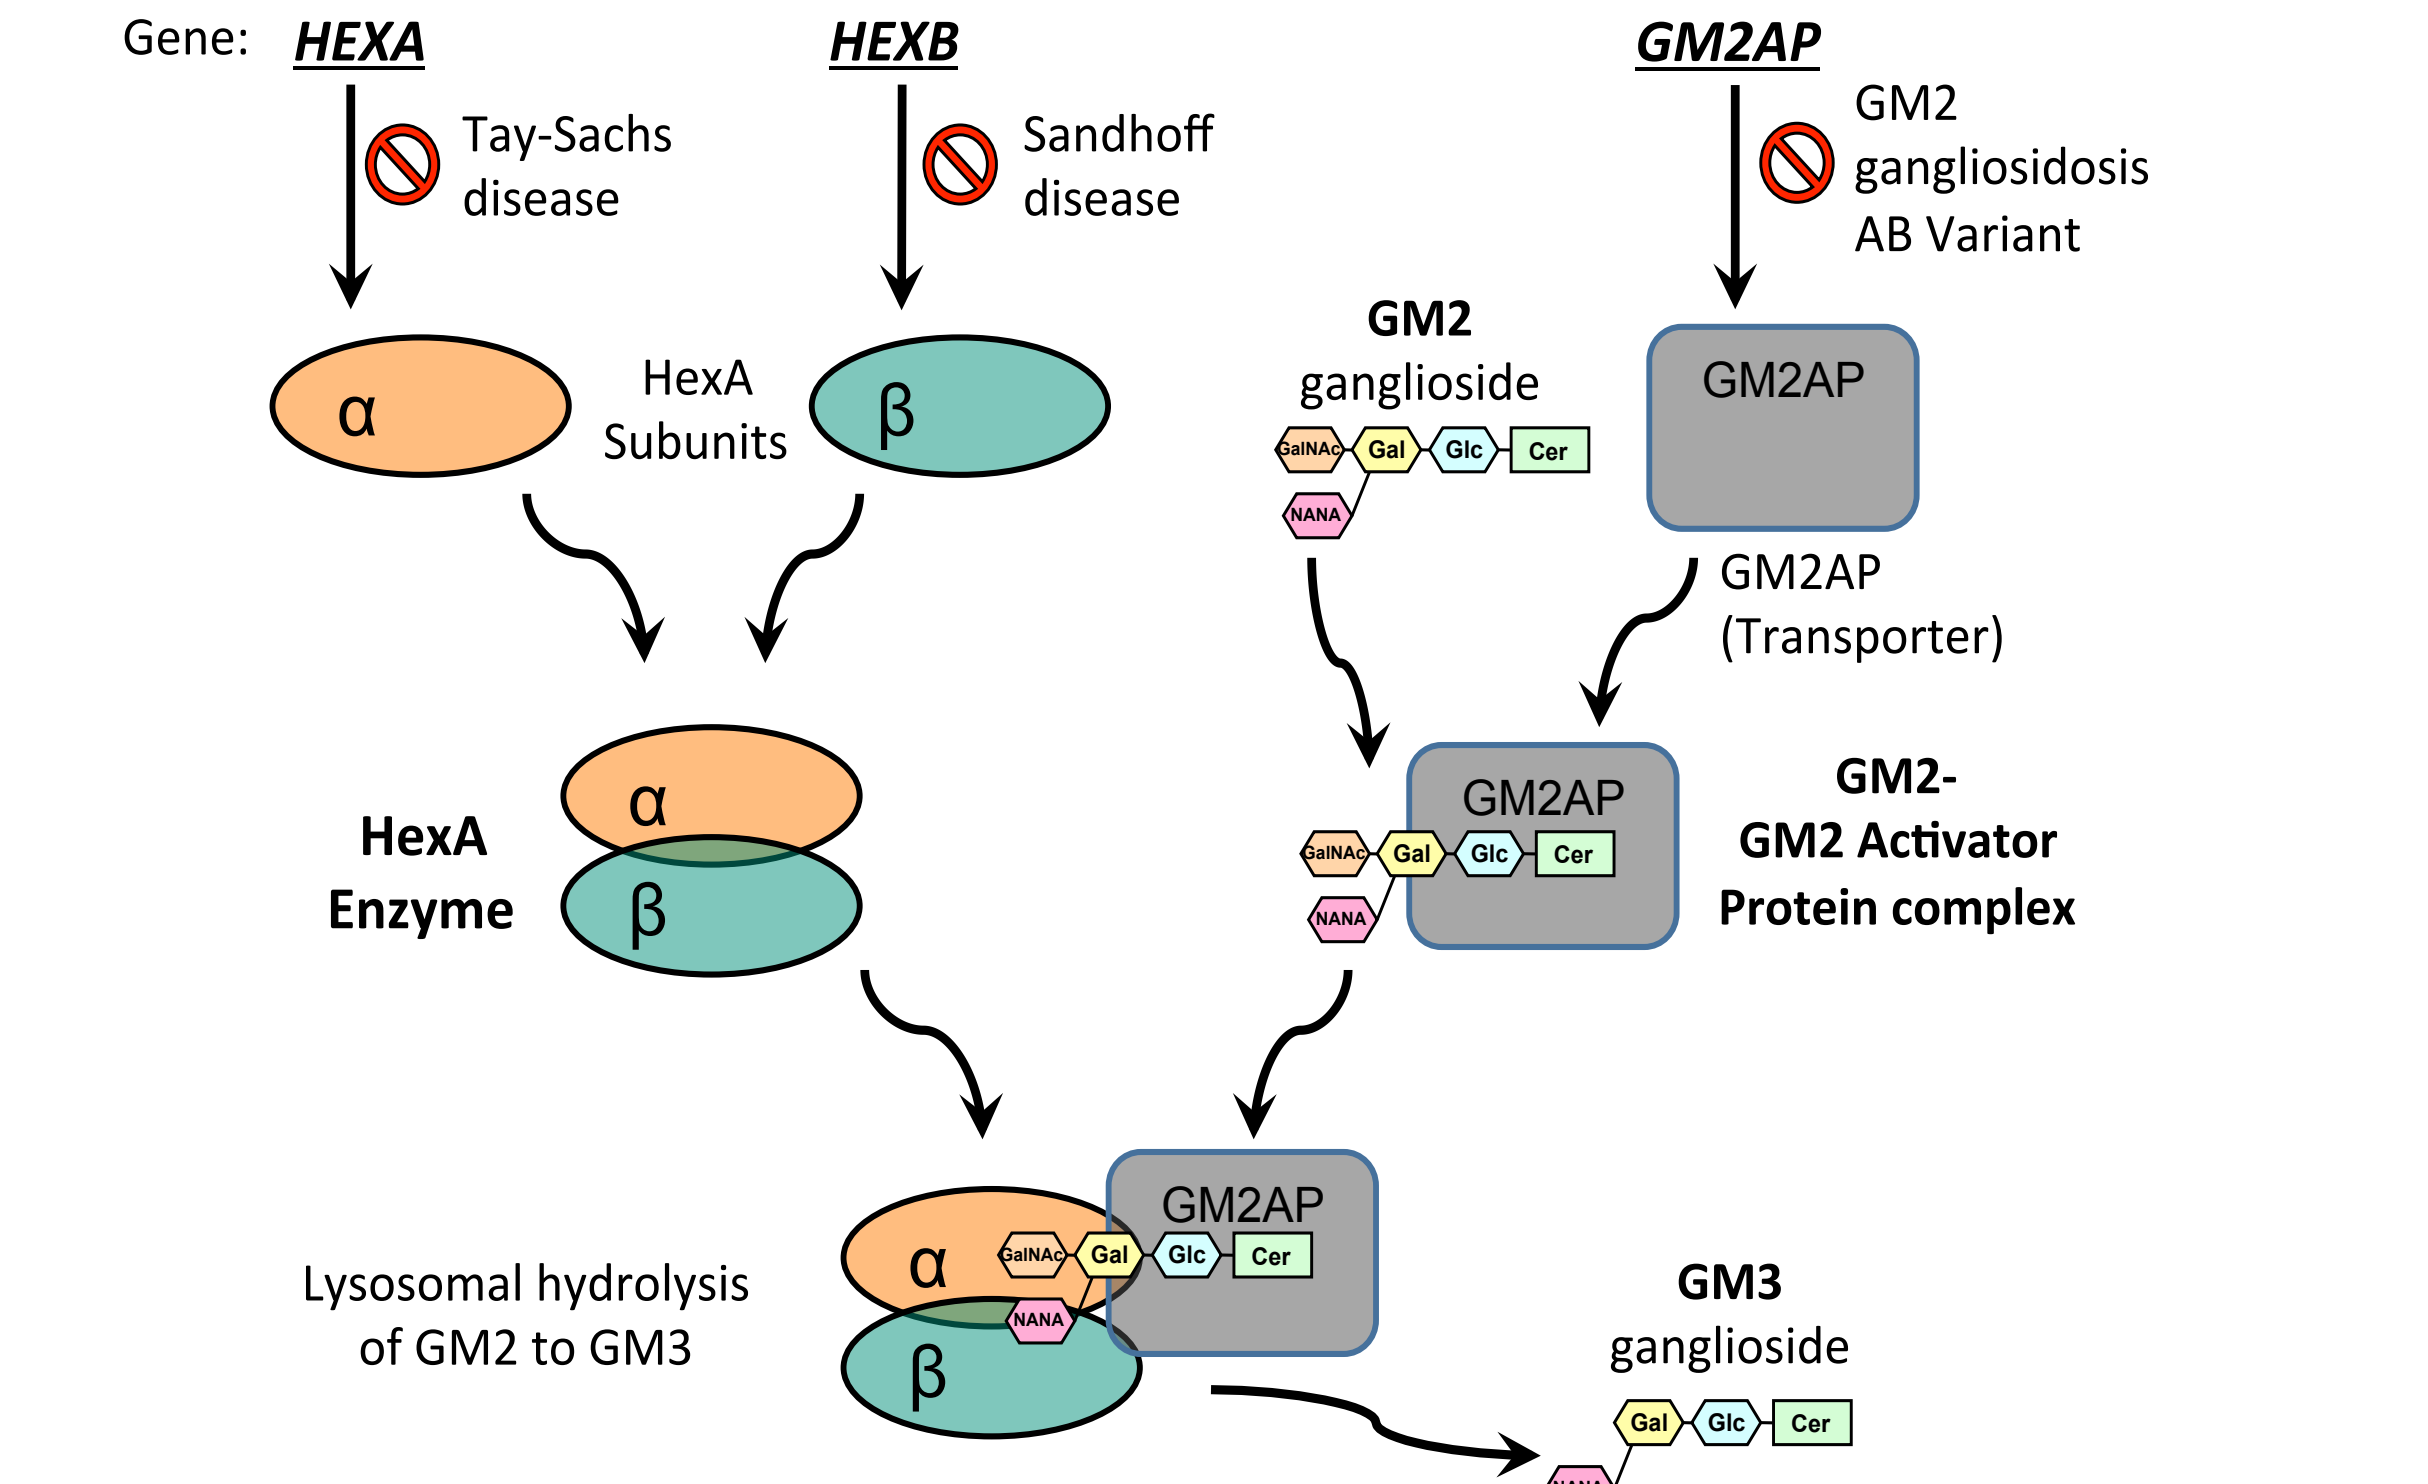 Gene: HEXA HEXB GM2AP
Tay-Sachs
disease
Sandhoff
disease
GM2
gangliosidosis
AB Variant
α
HexA
Subunits
β
GM2
ganglioside
GalNAc Gal Glc Cer
NANA
GM2AP
GM2AP
(Transporter)
HexA
Enzyme
α
β
GM2AP
GalNAc Gal Glc Cer
NANA
GM2-
GM2 Activator
Protein complex
Lysosomal hydrolysis
of GM2 to GM3
α
β
GM2AP
GalNAc Gal Glc Cer
NANA
GM3
ganglioside
Gal Glc Cer
NANA